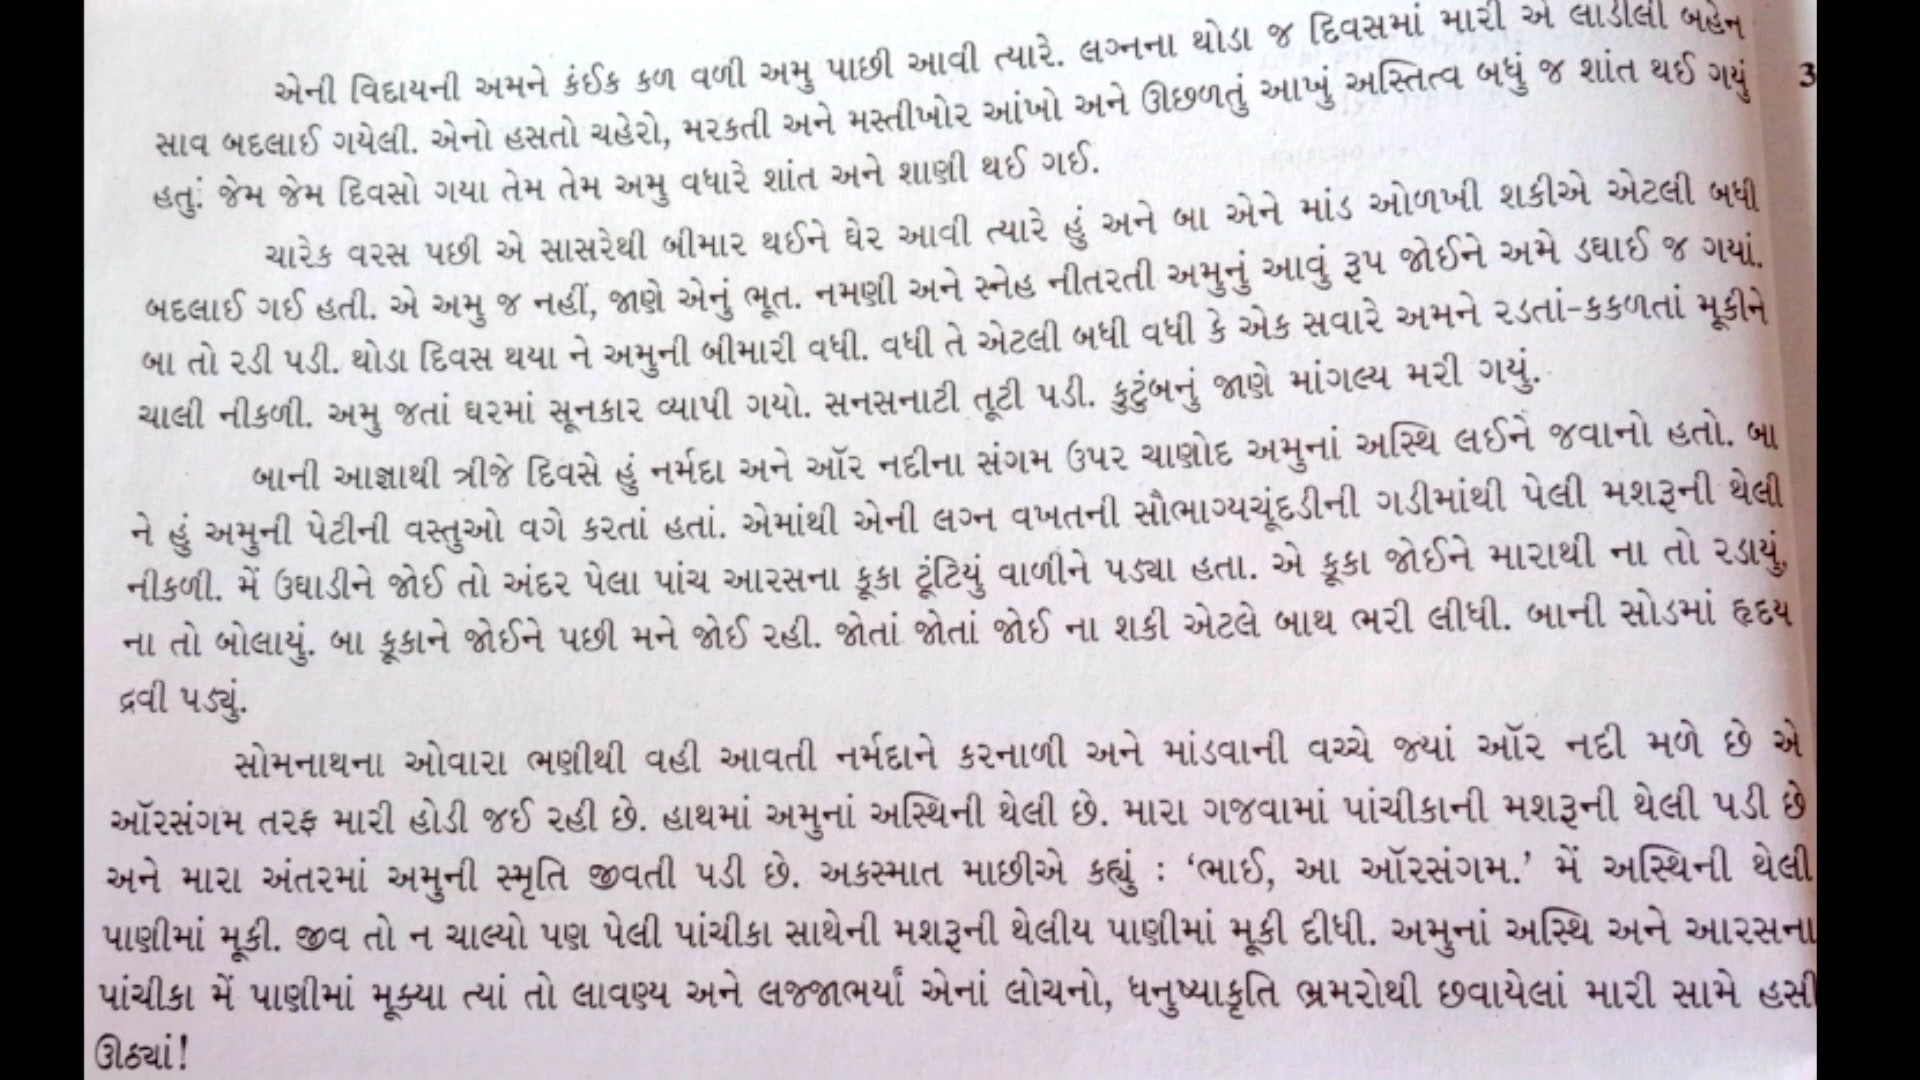 એની વિદાયની અમને કંઈક કળ વળી અમુ પાછી આવી ત્યારે. લગ્નના થોડા જ દિવસમાં મારી એ લાડીલી બહેન
સાવ બદલાઈ ગયેલી. એનો હસતો ચહેરો, મરકતી અને મસ્તીખોર આંખો અને ઊછળતું આખું અસ્તિત્વ બધું જ શાંત થઈ ગયું
હતું. જેમ જેમ દિવસો ગયા તેમ તેમ અમુ વધારે શાંત અને શાણી થઈ ગઈ.
ચારેક વરસ પછી એ સાસરેથી બીમાર થઈને ઘેર આવી ત્યારે હું અને બા એને માંડ ઓળખી શકીએ એટલી બધી
બદલાઈ ગઈ હતી. એ અમુ જ નહીં, જાણે એનું ભૂત. નમણી અને સ્નેહ નીતરતી અમુનું આવું રૂપ જોઈને અમે ડઘાઈ જ ગયાં.
બા તો રડી પડી. થોડા દિવસ થયા ને અમુની બીમારી વધી. વધી તે એટલી બધી વધી કે એક સવારે અમને રડતાં-કકળતાં મૂકીને
ચાલી નીકળી. અમુ જતાં ઘરમાં સૂનકાર વ્યાપી ગયો. સનસનાટી તૂટી પડી. કુટુંબનું જાણે માંગલ્ય મરી ગયું.
બાની આજ્ઞાથી ત્રીજે દિવસે હું નર્મદા અને ઑર નદીના સંગમ ઉપર ચાણોદ અમુનાં અસ્થિ લઈને જવાનો હતો. બા
ને હું અમુની પેટીની વસ્તુઓ વગે કરતાં હતાં. એમાંથી એની લગ્ન વખતની સૌભાગ્યચૂંદડીની ગડીમાંથી પેલી મશરૂની થેલી
નીકળી. મેં ઉઘાડીને જોઈ તો અંદર પેલા પાંચ આરસના કૂકા ટૂંટિયું વાળીને પડ્યા હતા. એ કૂકા જોઈને મારાથી ના તો રડાયું,
ના તો બોલાયું. બા કૂકાને જોઈને પછી મને જોઈ રહી. જોતાં જોતાં જોઈ ના શકી એટલે બાથ ભરી લીધી. બાની સોડમાં હૃદય
દ્રવી પડ્યું.
સોમનાથના ઓવારા ભણીથી વહી આવતી નર્મદાને કરનાળી અને માંડવાની વચ્ચે જ્યાં ઑર નદી મળે છે એ
ઑરસંગમ તરફ મારી હોડી જઈ રહી છે. હાથમાં અમુનાં અસ્થિની થેલી છે. મારા ગજવામાં પાંચીકાની મશરૂની થેલી પડી છે
અને મારા અંતરમાં અમુની સ્મૃતિ જીવતી પડી છે. અકસ્માત માછીએ કહ્યું : ‘ભાઈ, આ ઑરસંગમ.’ મેં અસ્થિની થેલી
પાણીમાં મૂકી. જીવ તો ન ચાલ્યો પણ પેલી પાંચીકા સાથેની મશરૂની થેલીય પાણીમાં મૂકી દીધી. અમુનાં અસ્થિ અને આરસના
પાંચીકા મેં પાણીમાં મૂક્યા ત્યાં તો લાવણ્ય અને લજ્જાભર્યાં એનાં લોચનો, ધનુષ્યાકૃતિ ભ્રમરોથી છવાયેલાં મારી સામે હસી
ઊઠ્યાં!